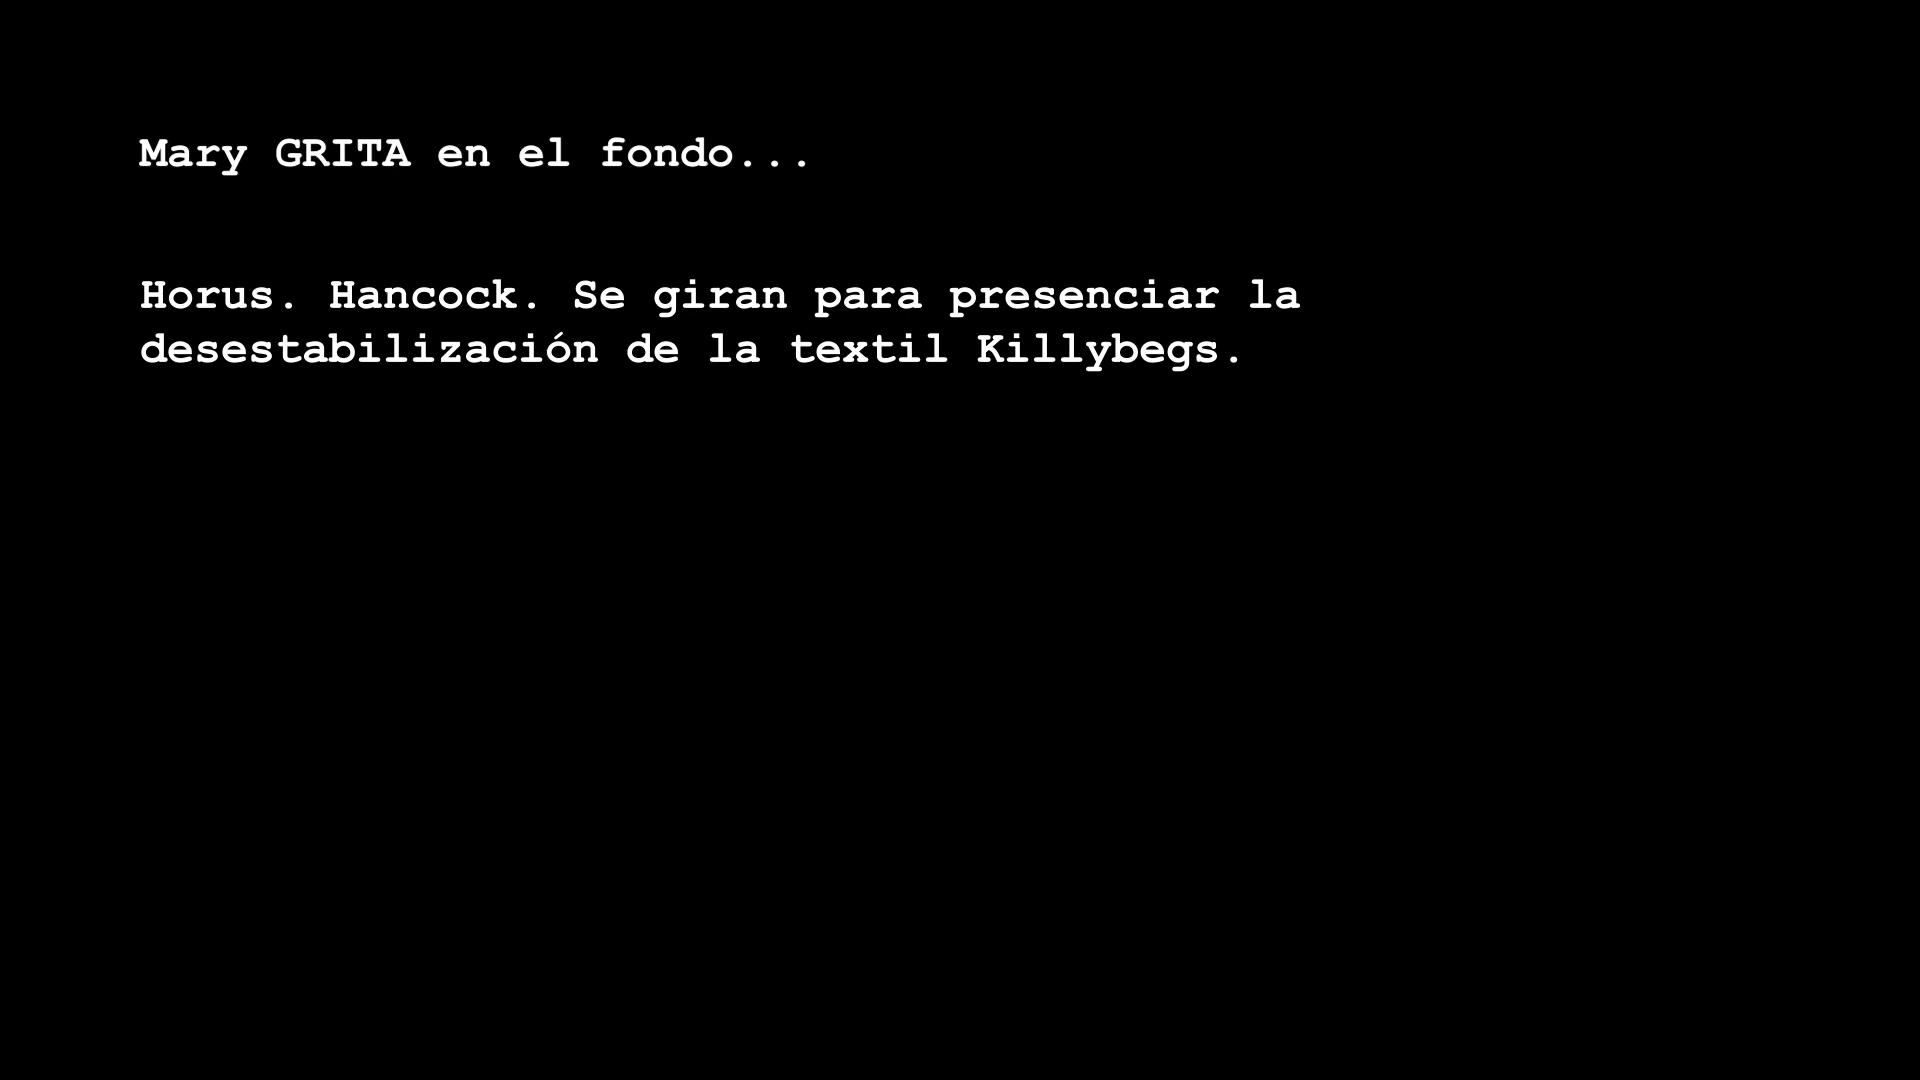 Mary GRITA en el fondo...
Horus. Hancock. Se giran para presenciar la
desestabilización de la textil Killybegs.